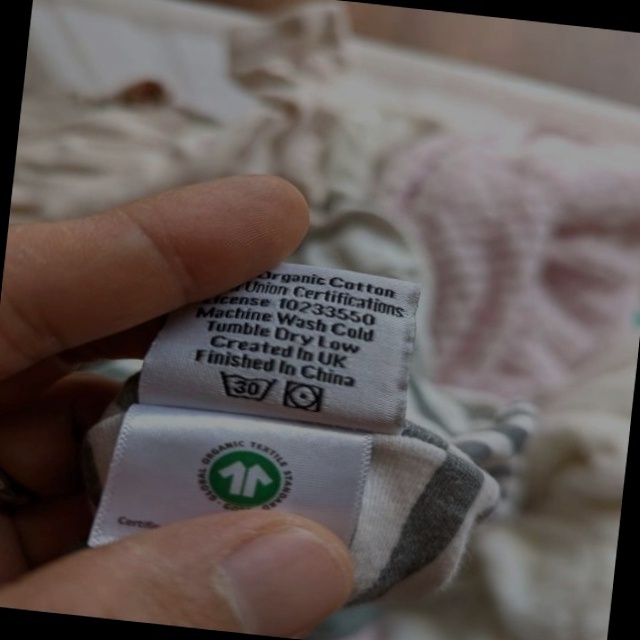 Organic Cotton
Union Certifications
License 10233550
Machine Wash Cold
Tumble Dry Low
Created In UK
Finished In China
30
GLOBAL ORGANIC TEXTILE STANDARD